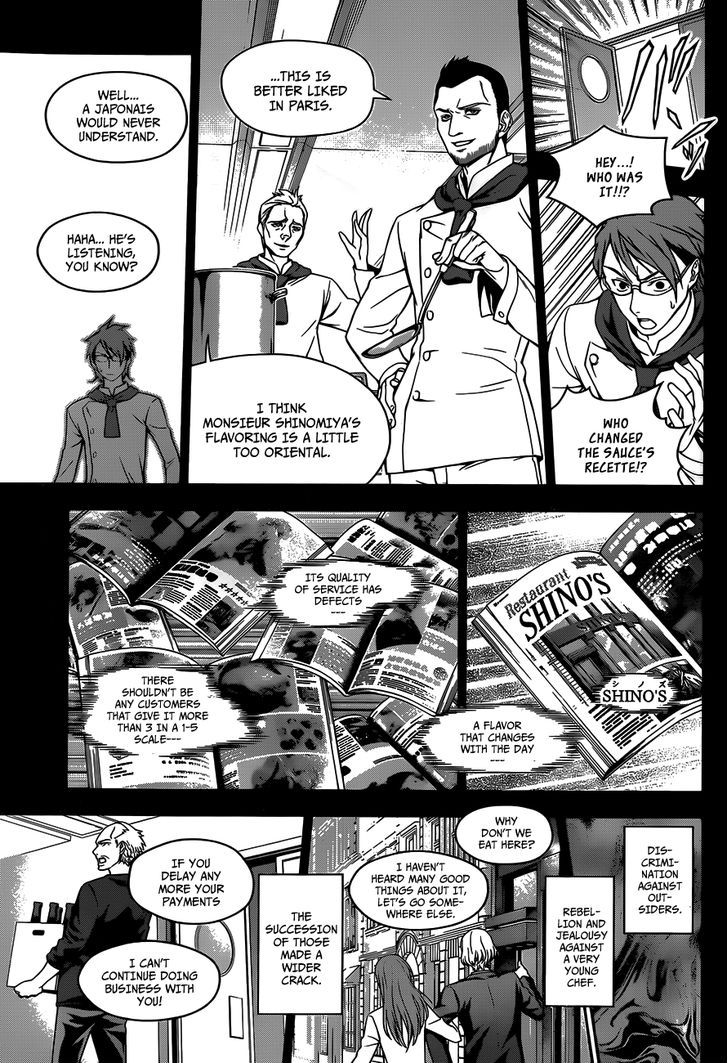 HEY...!
WHO WAS
IT!!?
WHO
CHANGED
THE SAUCE'S
RECETTE!?
...THIS IS
BETTER LIKED
IN PARIS.
I THINK
MONSIEUR SHINOMIYA'S
FLAVORING IS A LITTLE
TOO ORIENTAL.
WELL...
A JAPONAIS
WOULD NEVER
UNDERSTAND.
HAHA... HE'S
LISTENING,
YOU KNOW?
Restaurant
SHINO'S
シノズ
SHINO'S
A FLAVOR
THAT CHANGES
WITH THE DAY
---
ITS QUALITY
OF SERVICE HAS
DEFECTS
---
THERE
SHOULDN'T BE
ANY CUSTOMERS
THAT GIVE IT MORE
THAN 3 IN A 1-5
SCALE---
DIS-
CRIMI-
NATION
AGAINST
OUT-
SIDERS.
REBEL-
LION AND
JEALOUSY
AGAINST
A VERY
YOUNG
CHEF.
WHY
DON'T WE
EAT HERE?
I HAVEN'T
HEARD MANY GOOD
THINGS ABOUT IT,
LET'S GO SOME-
WHERE ELSE.
THE
SUCCESSION
OF THOSE
MADE A
WIDER
CRACK.
IF YOU
DELAY ANY
MORE YOUR
PAYMENTS
I CAN'T
CONTINUE DOING
BUSINESS WITH
YOU!